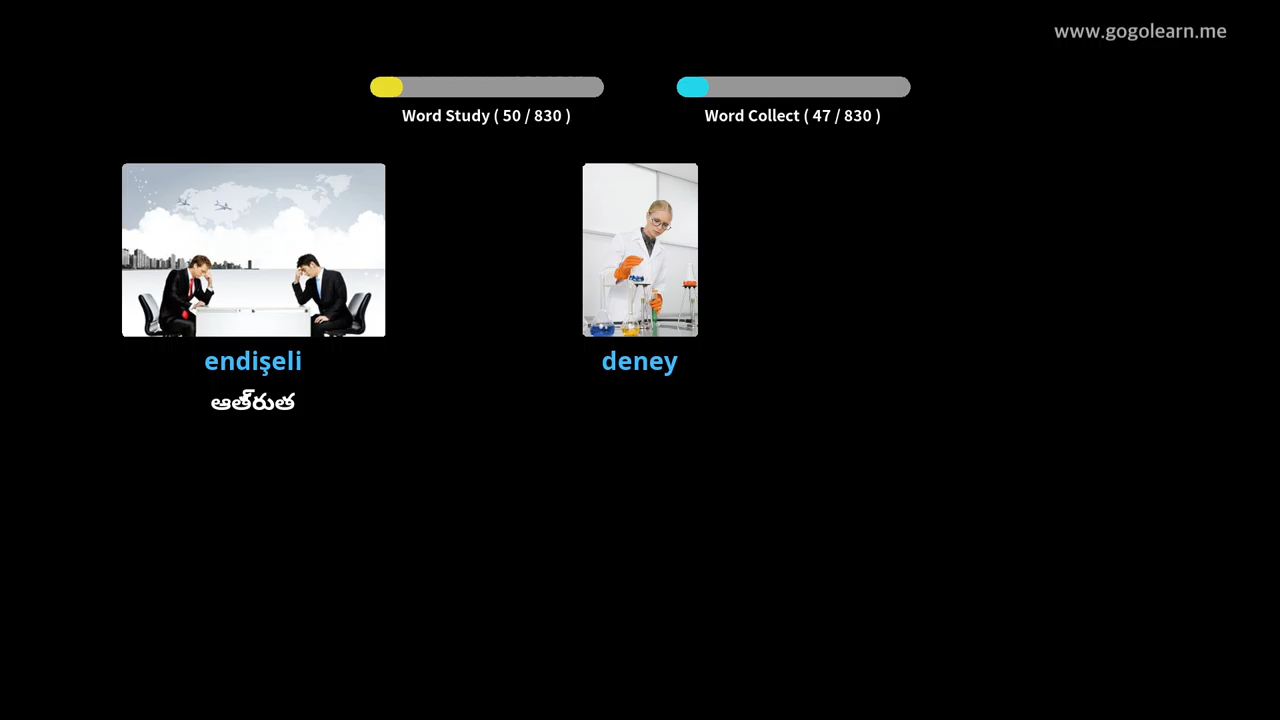 www.gogolearn.me
Word Study ( 50 / 830 )
Word Collect ( 47 / 830 )
endişeli
deney
ఆత్రుత